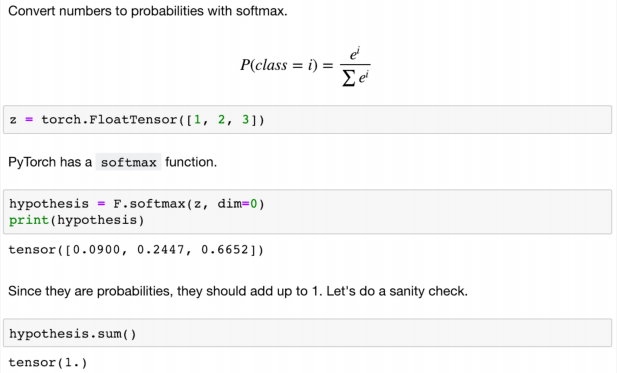 Convert numbers to probabilities with softmax.
P(class = i) = e^i / ∑ e^i
z = torch.FloatTensor([1, 2, 3])
PyTorch has a softmax function.
hypothesis = F.softmax(z, dim=0)
print(hypothesis)
tensor([0.0900, 0.2447, 0.6652])
Since they are probabilities, they should add up to 1. Let's do a sanity check.
hypothesis.sum()
tensor(1.)